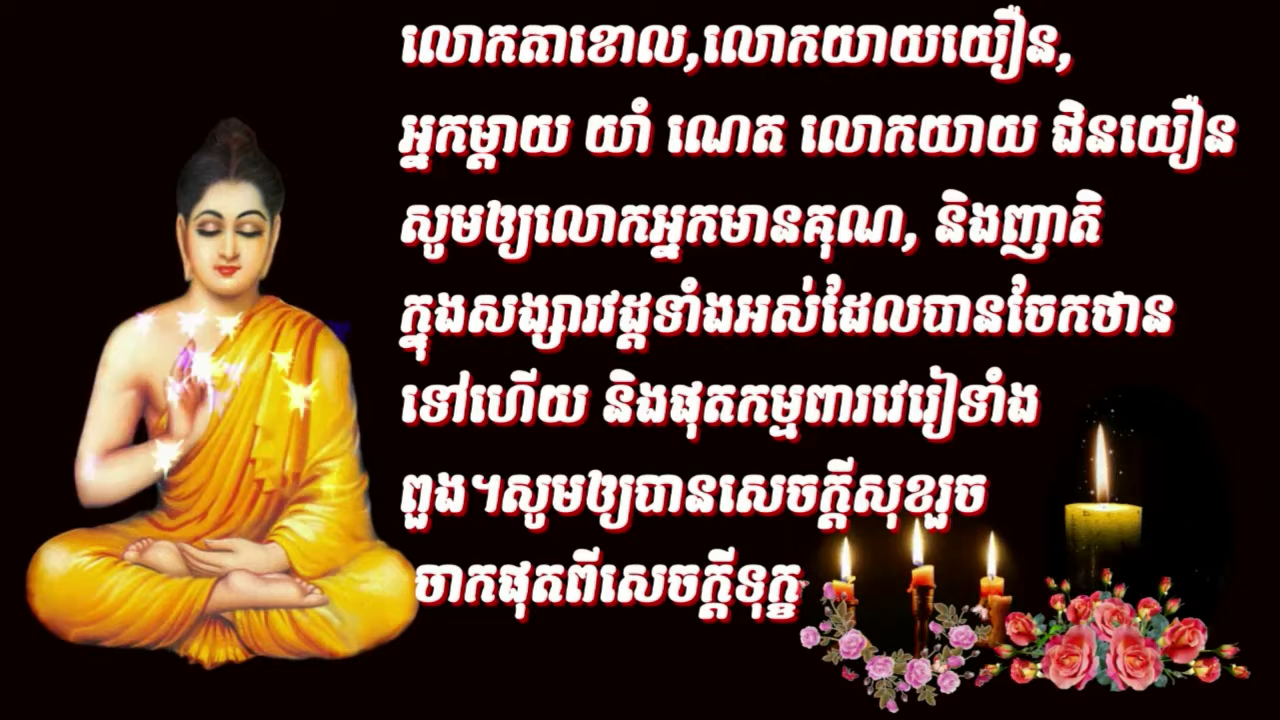 លោកតាខោល,លោកយាយយឿន,
អ្នកម្តាយ យាំ ណេត លោកយាយ ជិនយឿន
សូមឲ្យលោកអ្នកមានគុណ, និងញាតិ
ក្នុងសង្សារវដ្តទាំងអស់ដែលបានចែកថាន
ទៅហើយ និងផុតកម្មពារវេរៀទាំង
ពួង។សូមឲ្យបានសេចក្តីសុខរួច
ចាកផុតពីសេចក្តីទុក្ខ